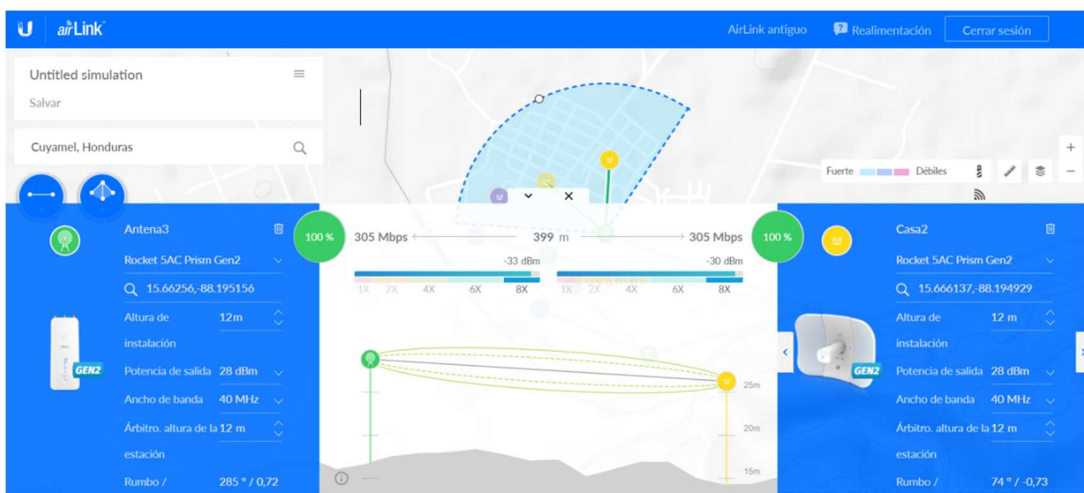 airLink
AirLink antiguo
Realimentación
Cerrar sesión
Untitled simulation
Salvar
Cuyamel, Honduras
Fuerte
Débiles
+
−
Antena3
Rocket 5AC Prism Gen2
15.66256,-88.195156
Altura de 12m
instalación
Potencia de salida 28 dBm
Ancho de banda 40 MHz
Árbitro. altura de la 12 m
estación
Rumbo / 285 ° / 0,72
GEN2
100 %
305 Mbps
399 m
305 Mbps
100 %
-33 dBm
-30 dBm
1X 2X 4X 6X 8X
1X 2X 4X 6X 8X
25m
20m
15m
Casa2
Rocket 5AC Prism Gen2
15.666137,-88.194929
Altura de 12 m
instalación
Potencia de salida 28 dBm
Ancho de banda 40 MHz
Árbitro. altura de la 12 m
estación
Rumbo / 74 ° / -0,73
GEN2